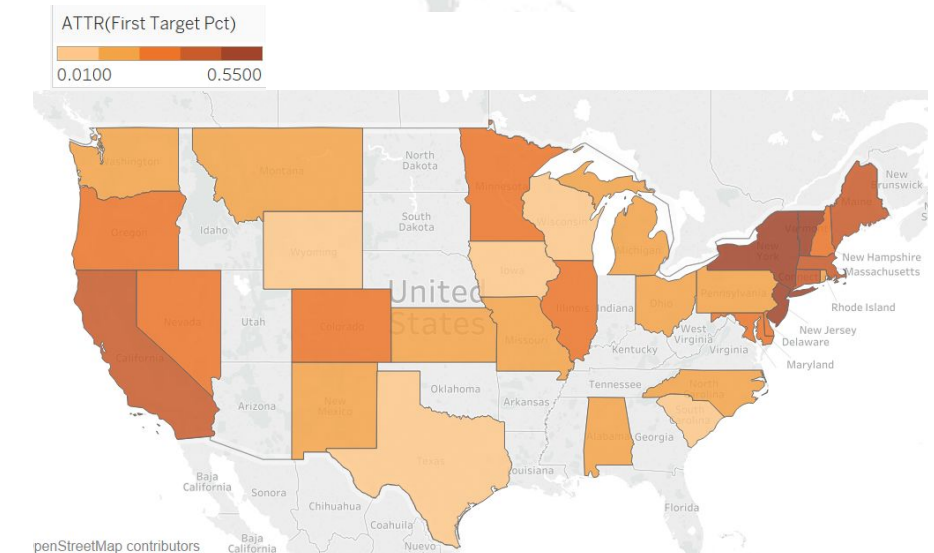 ATTR(First Target Pct)
0.0100 0.5500
Washington
Montana
North
Dakota
Minnesota
Maine
New
Brunswick
Oregon
Idaho
South
Dakota
Wisconsin
Michigan
New
York
New Hampshire
Massachusetts
Wyoming
Iowa
Pennsylvania
Rhode Island
United
States
Nevada
Utah
Colorado
Illinois
Indiana
Ohio
West
Virginia
New Jersey
Delaware
Maryland
California
Missouri
Kentucky
Virginia
Arizona
New
Mexico
Oklahoma
Arkansas
Tennessee
North
South
Carolina
Texas
ouisiana
Alabama
Georgia
Florida
Baja
California
Sonora
Chihuahua
Coahuila
Nuevo
Baja
California
penStreetMap contributors